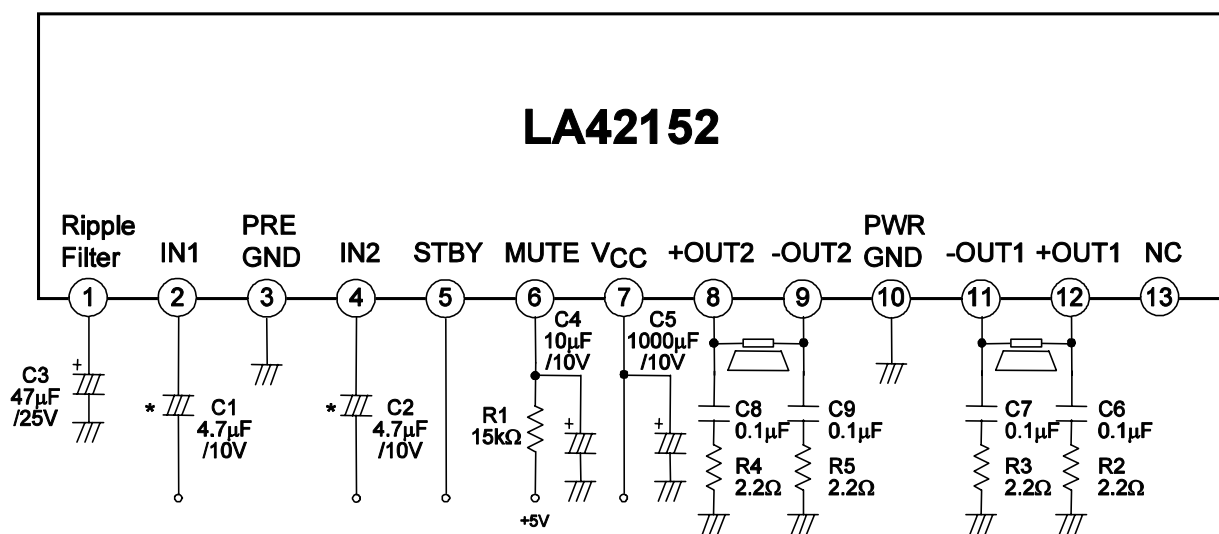 LA42152
Ripple
Filter
IN1
PRE
GND
IN2
STBY
MUTE
VCC
+OUT2
-OUT2
PWR
GND
-OUT1
+OUT1
NC
1
2
3
4
5
6
7
8
9
10
11
12
13
+
C3
47μF
/25V
*
C1
4.7μF
/10V
*
C2
4.7μF
/10V
C4
10μF
/10V
R1
15kΩ
+
+5V
C5
1000μF
/10V
+
C8
0.1μF
R4
2.2Ω
C9
0.1μF
R5
2.2Ω
C7
0.1μF
R3
2.2Ω
C6
0.1μF
R2
2.2Ω